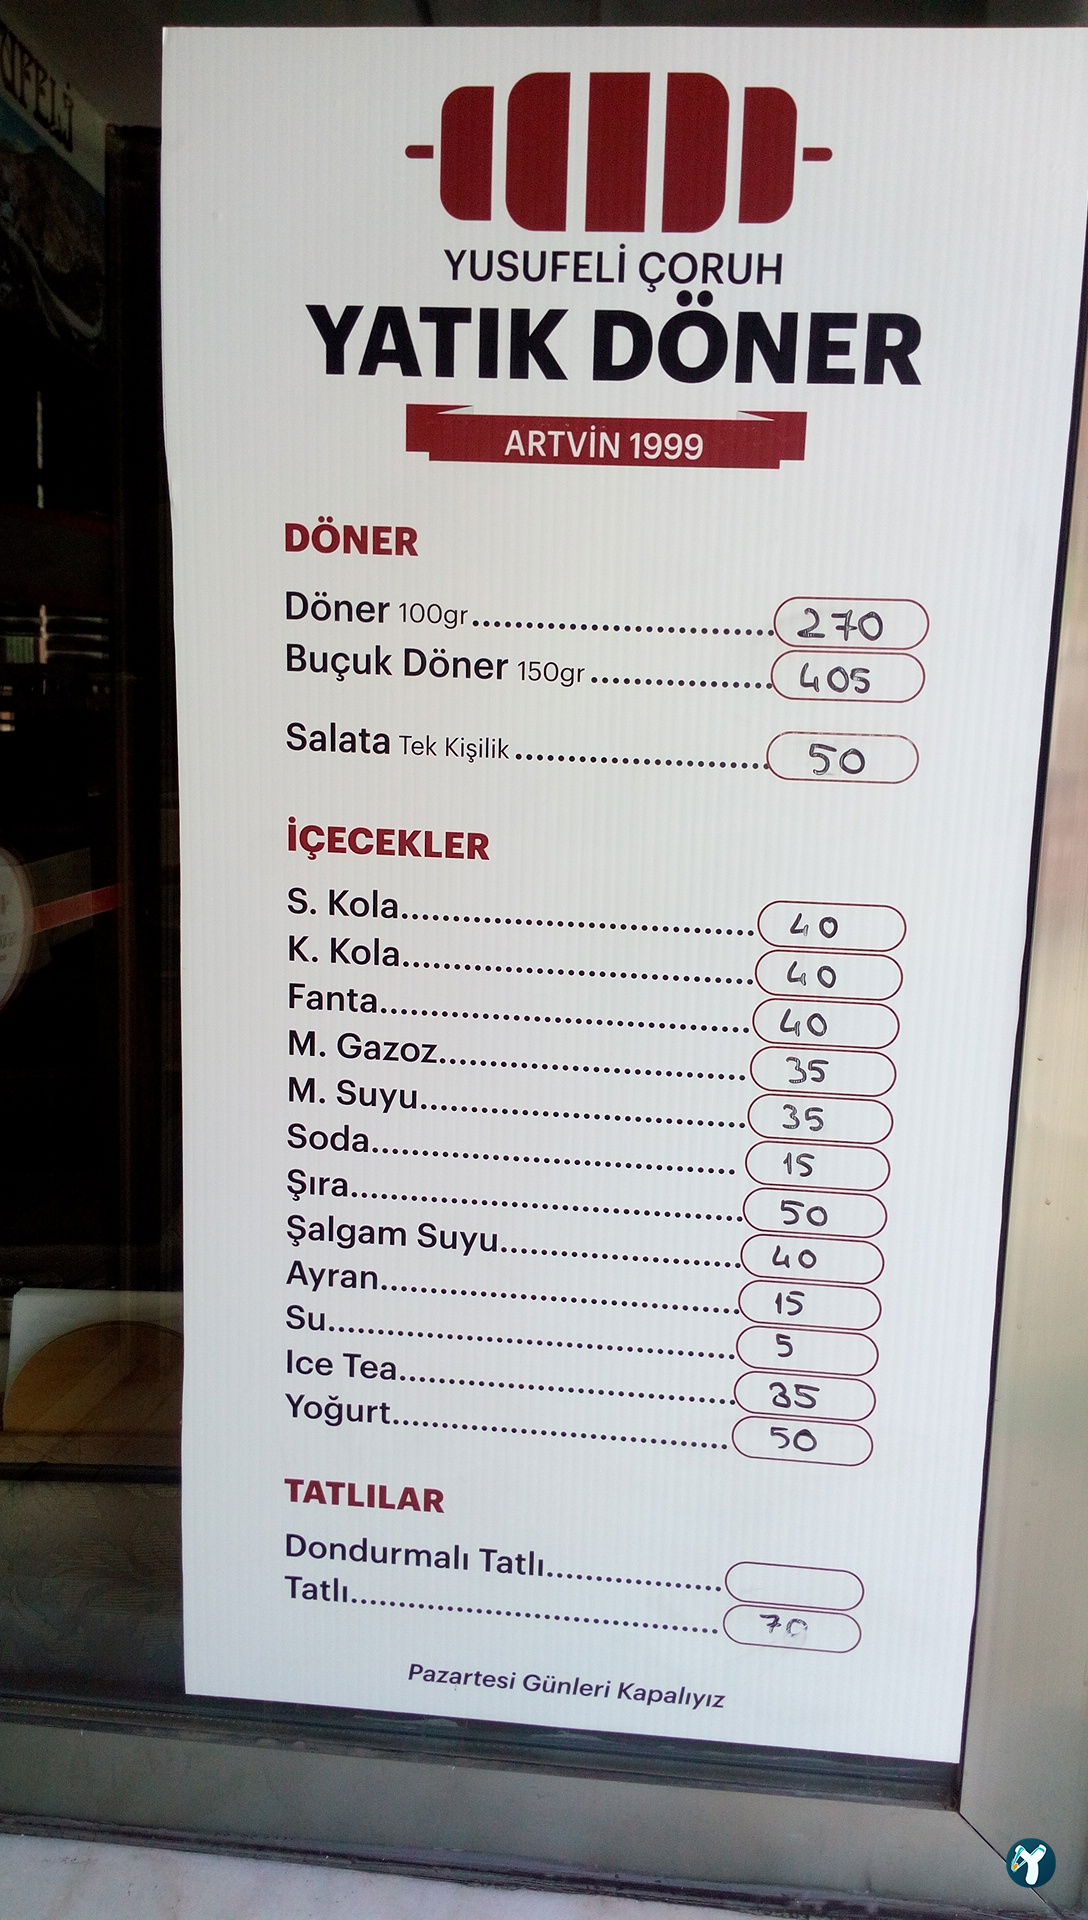 UFELİ
YUSUFELİ ÇORUH
YATIK DÖNER
ARTVİN 1999
DÖNER
Döner 100gr 270
Buçuk Döner 150gr 405
Salata Tek Kişilik 50
İÇECEKLER
S. Kola 40
K. Kola 40
Fanta 40
M. Gazoz 35
M. Suyu 35
Soda 15
Şıra 50
Şalgam Suyu 40
Ayran 15
Su 5
Ice Tea 35
Yoğurt 50
TATLILAR
Dondurmalı Tatlı
Tatlı 70
Pazartesi Günleri Kapalıyız